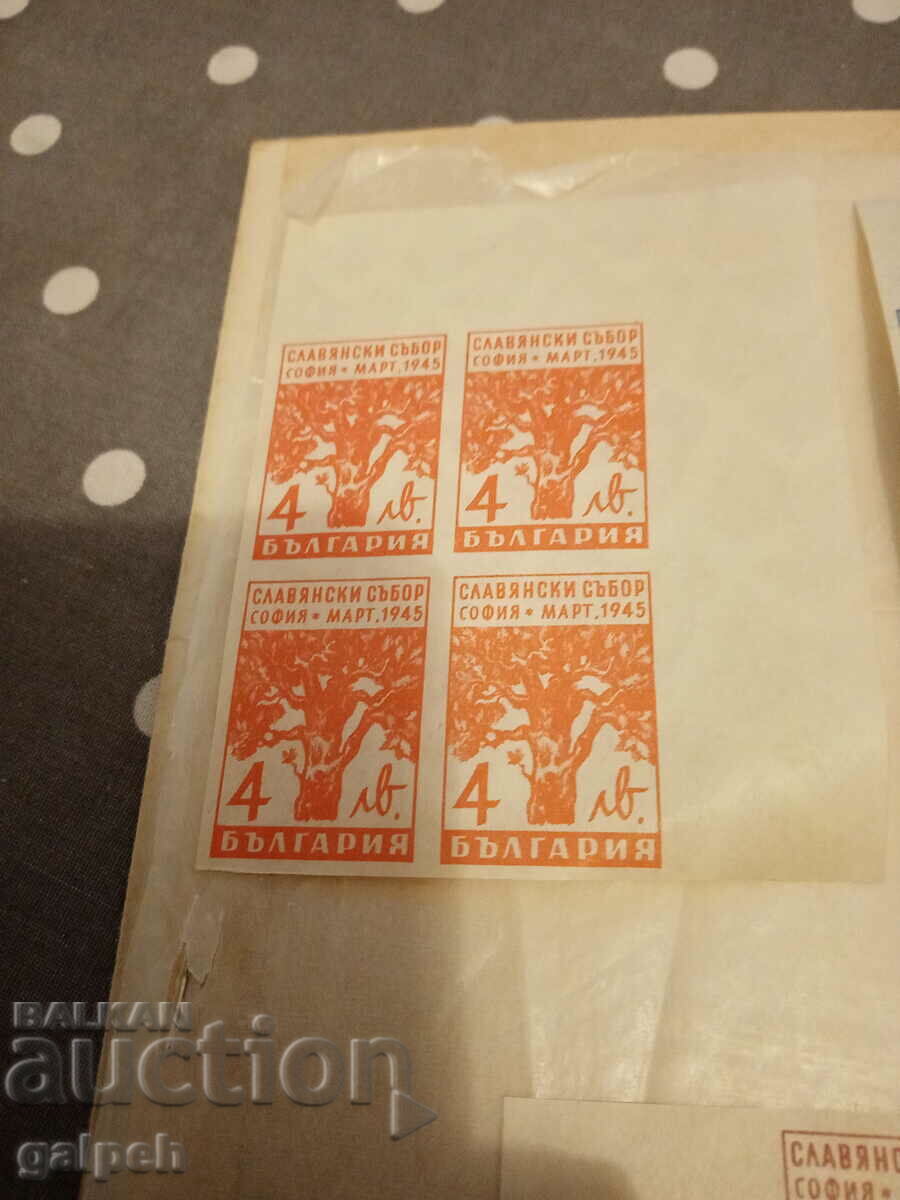 СЛАВЯНСКИ СЪБОР
СОФИЯ * МАРТ, 1945
4 лв.
БЪЛГАРИЯ
СЛАВЯНСКИ СЪБОР
СОФИЯ * МАРТ, 1945
4 лв.
БЪЛГАРИЯ
СЛАВЯНСКИ СЪБОР
СОФИЯ * МАРТ, 1945
4 лв.
БЪЛГАРИЯ
СЛАВЯНСКИ СЪБОР
СОФИЯ * МАРТ, 1945
4 лв.
БЪЛГАРИЯ
BALKAN
auction
galpeh
СОФИЯ *